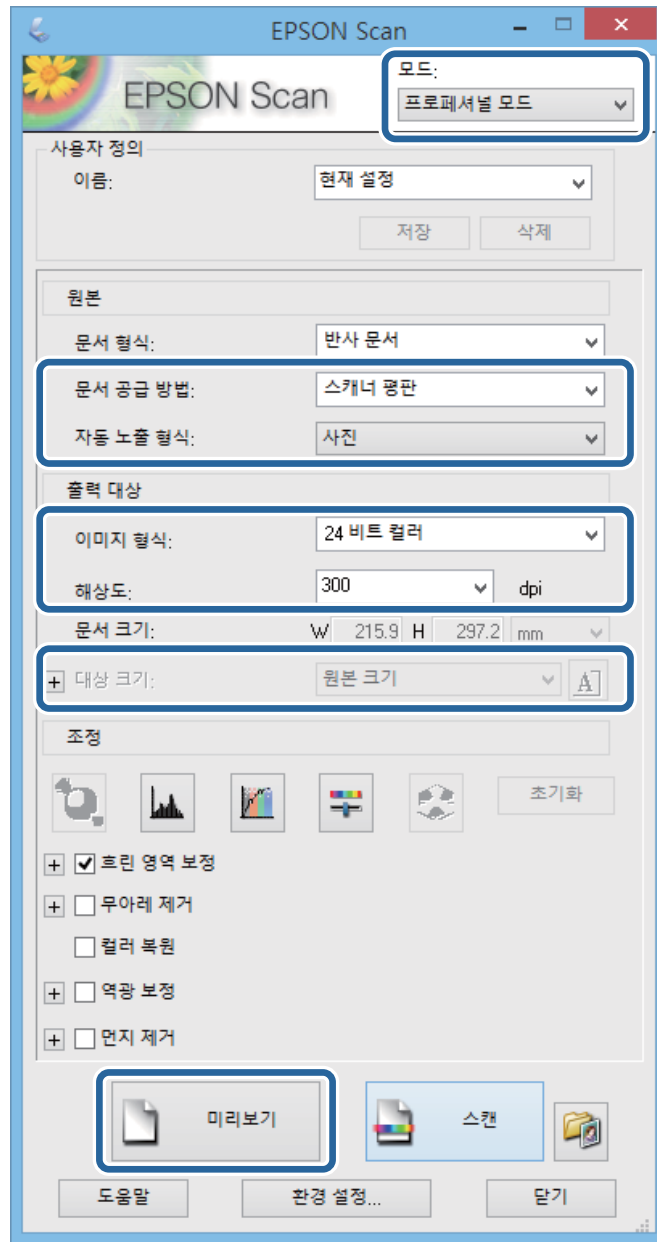 EPSON Scan
모드:
EPSON Scan
프로페셔널 모드
사용자 정의
이름: 현재 설정
저장 삭제
원본
문서 형식: 반사 문서
문서 공급 방법: 스캐너 평판
자동 노출 형식: 사진
출력 대상
이미지 형식: 24 비트 컬러
해상도: 300 dpi
문서 크기: W 215.9 H 297.2 mm
대상 크기: 원본 크기 A
조정
초기화
흐린 영역 보정
무아레 제거
컬러 복원
역광 보정
먼지 제거
미리보기 스캔
도움말 환경 설정... 닫기